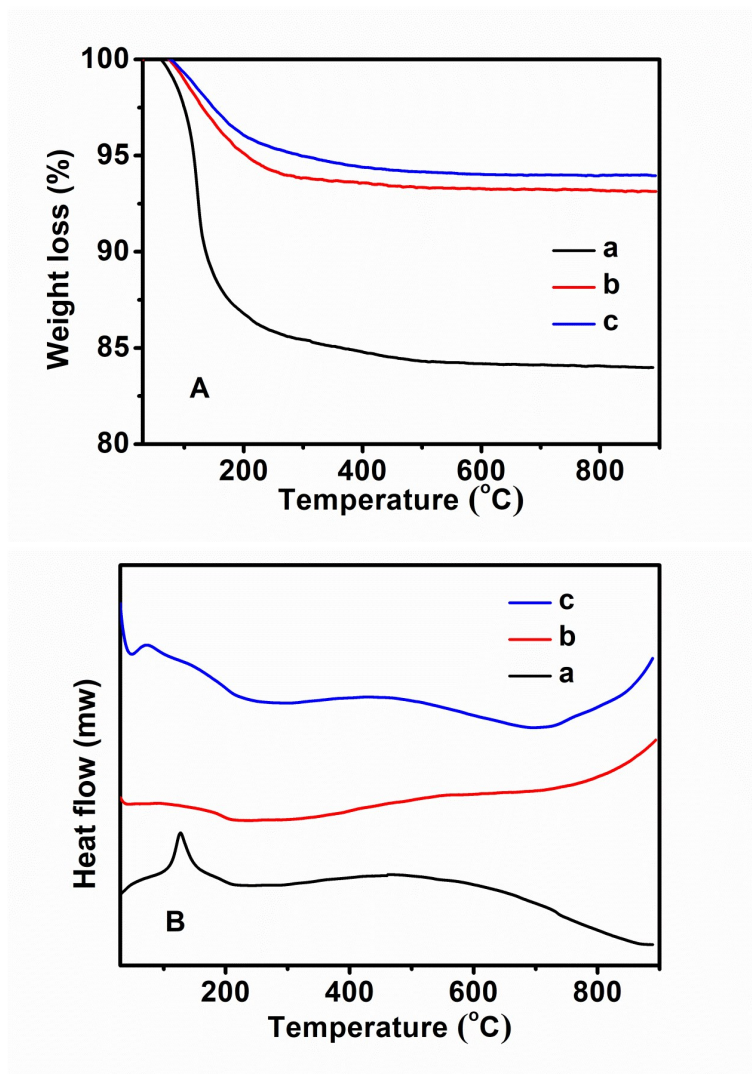 100
95
90
85
80
Weight loss (%)
a
b
c
A
200 400 600 800
Temperature (°C)
c
b
a
Heat flow (mw)
B
200 400 600 800
Temperature (°C)